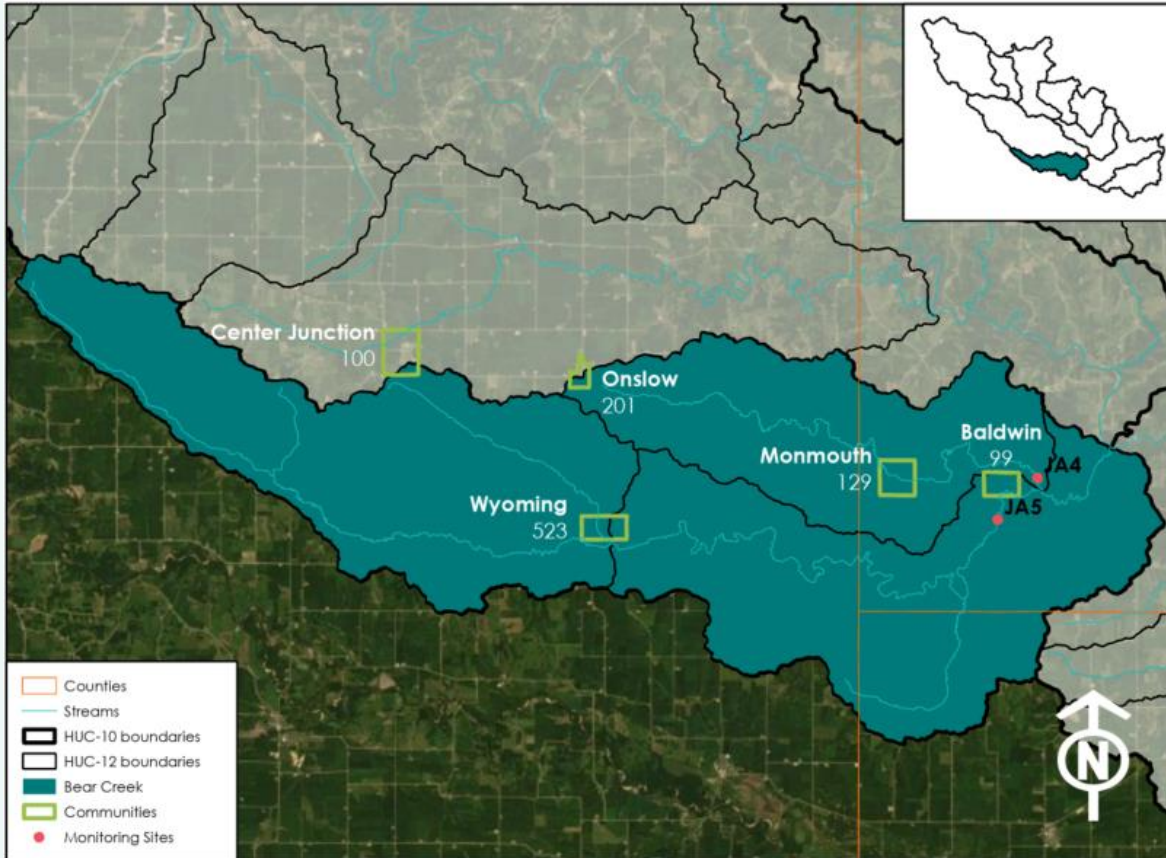 Center Junction
100
Onslow
201
Baldwin
99
Monmouth
129
JA4
JA5
Wyoming
523
Counties
Streams
HUC-10 boundaries
HUC-12 boundaries
Bear Creek
Communities
Monitoring Sites
N